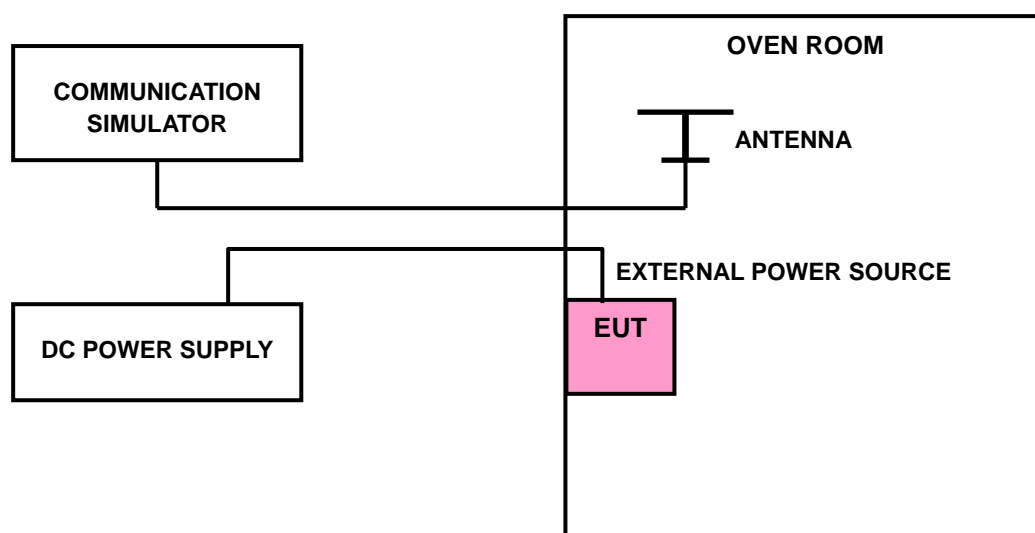 OVEN ROOM
COMMUNICATION
SIMULATOR
ANTENNA
EXTERNAL POWER SOURCE
EUT
DC POWER SUPPLY